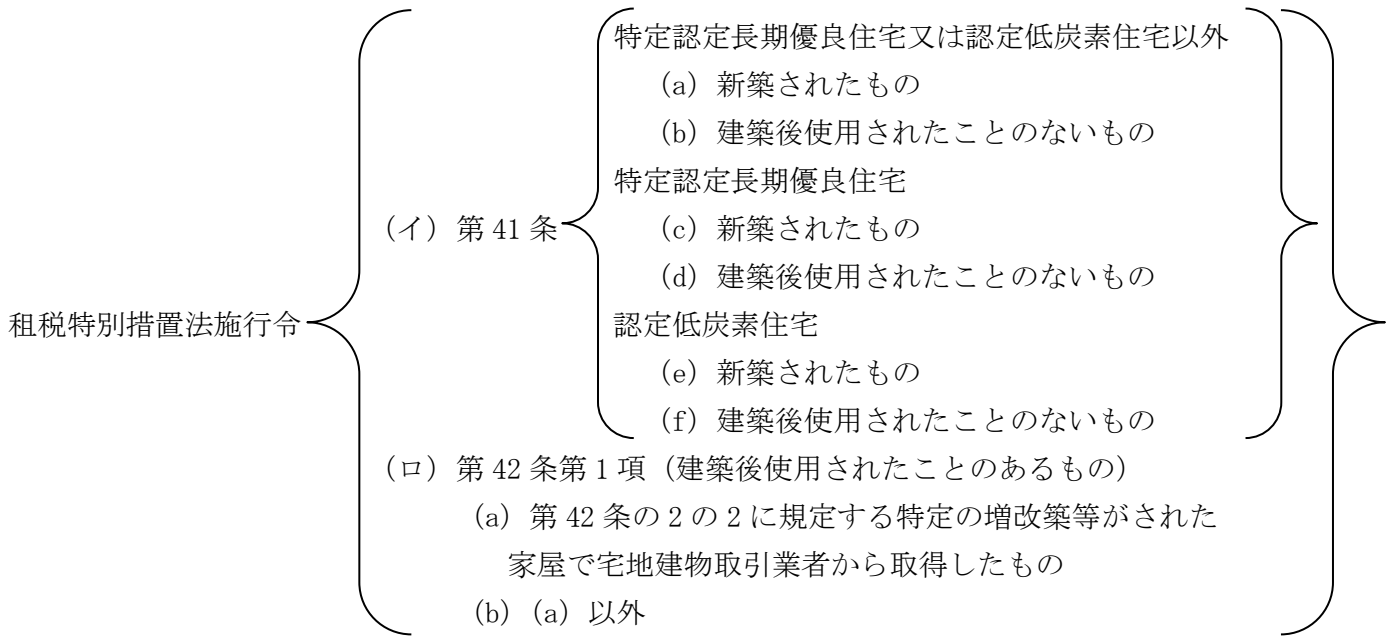 特定認定長期優良住宅又は認定低炭素住宅以外
(a) 新築されたもの
(b) 建築後使用されたことのないもの
特定認定長期優良住宅
(イ) 第 41 条
(c) 新築されたもの
(d) 建築後使用されたことのないもの
租税特別措置法施行令
認定低炭素住宅
(e) 新築されたもの
(f) 建築後使用されたことのないもの
(ロ) 第 42 条第 1 項（建築後使用されたことのあるもの）
(a) 第 42 条の 2 の 2 に規定する特定の増改築等がされた
家屋で宅地建物取引業者から取得したもの
(b) (a) 以外